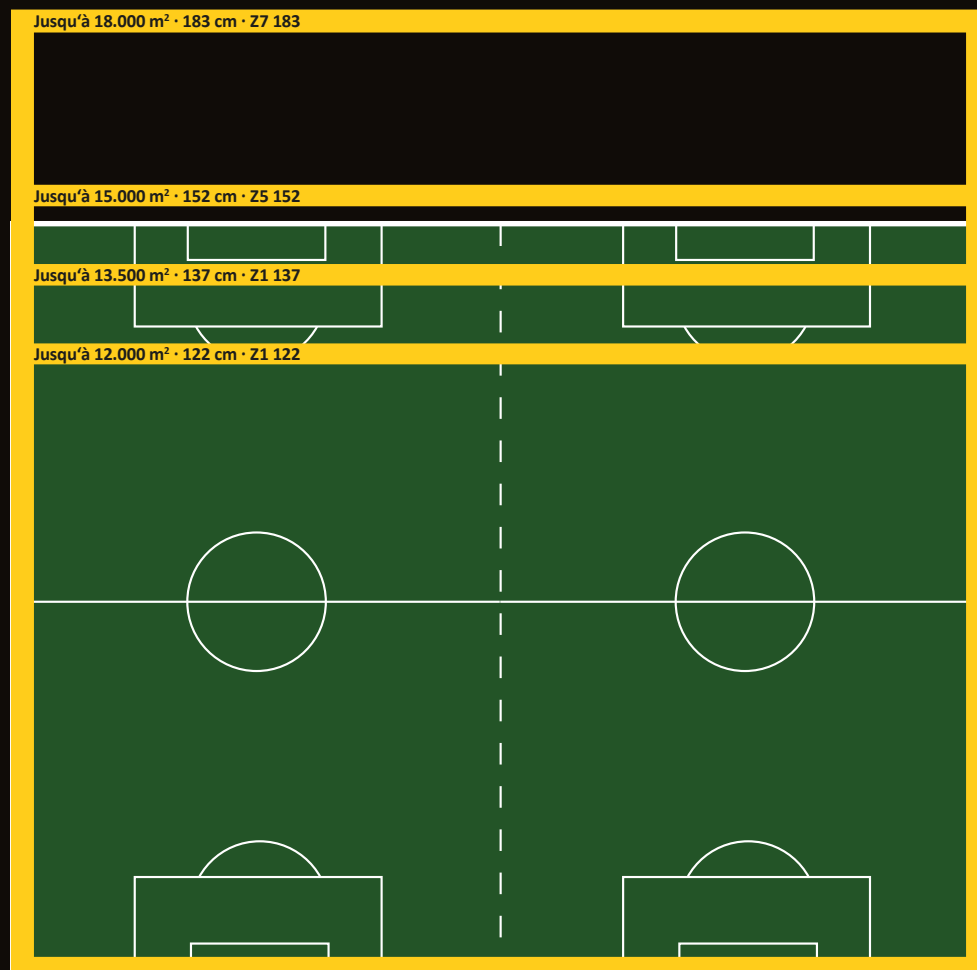 Jusqu‘à 18.000 m² · 183 cm · Z7 183
Jusqu‘à 15.000 m² · 152 cm · Z5 152
Jusqu‘à 13.500 m² · 137 cm · Z1 137
Jusqu‘à 12.000 m² · 122 cm · Z1 122